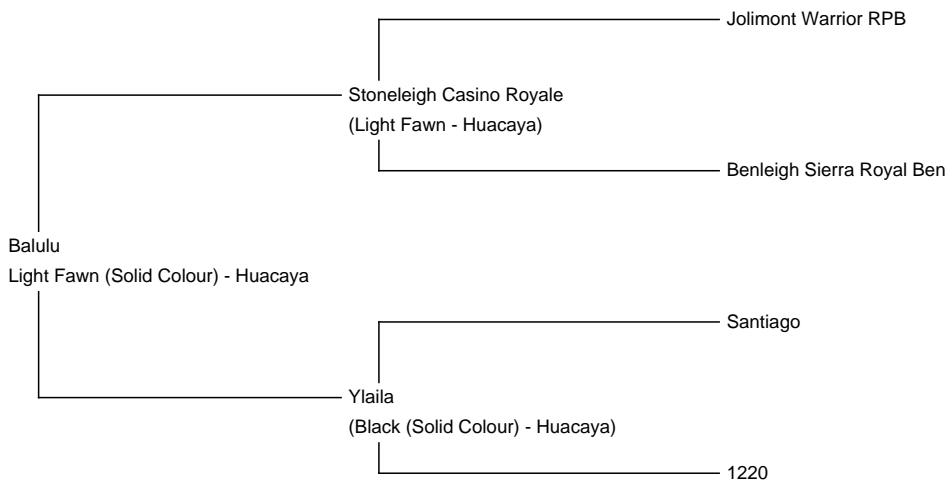 Jolimont Warrior RPB
Stoneleigh Casino Royale
(Light Fawn - Huacaya)
Benleigh Sierra Royal Ben
Balulu
Light Fawn (Solid Colour) - Huacaya
Santiago
Ylaila
(Black (Solid Colour) - Huacaya)
1220